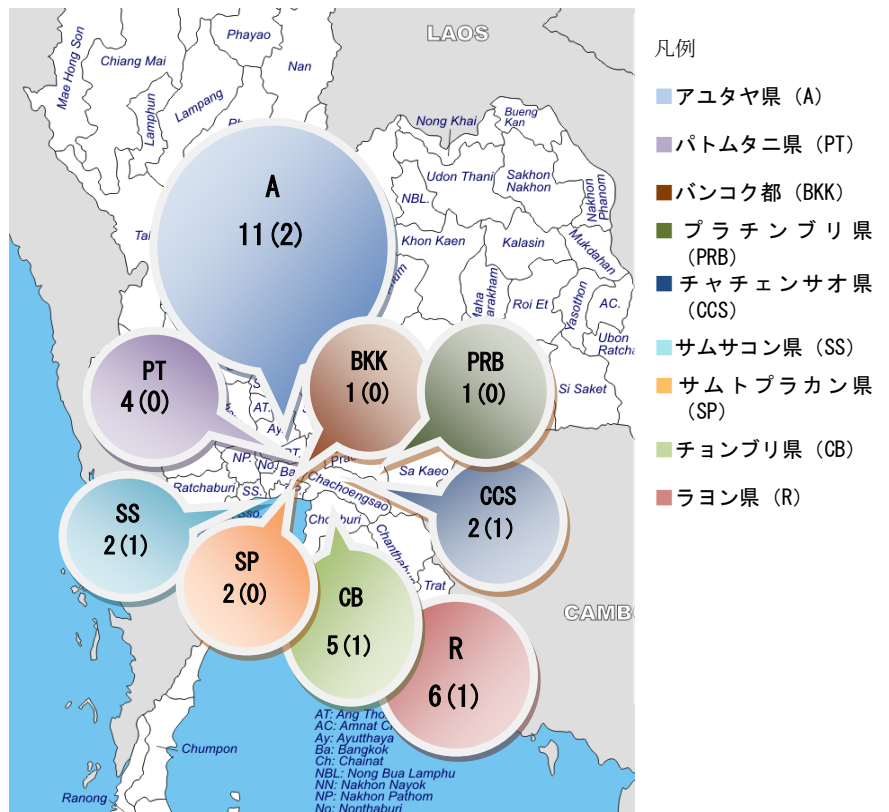 LAOS
Phayao
Mae Hong Son
Chiang Mai
Nan
Lamphun
Lampang
Nong Khai
Bueng
Kan
Udon Thani
Sakhon
Nakhon
Nakhon
Phanom
NBL.
Khon Kaen
Kalasin
Mukdahan
Roi Et
Yasothon
AC.
Ubon
Si Saket
A
11(2)
PT
4(0)
BKK
1(0)
PRB
1(0)
AT.
NP.
Ratchaburi
SS.
Sa Kaeo
Chachoengsao
SS
2(1)
CCS
2(1)
SP
2(0)
CB
5(1)
Trat
R
6(1)
CAMB
Chumpon
Ranong
AT: Ang Tho
AC: Amnat C
Ay: Ayutthaya
Ba: Bangkok
Ch: Chainat
NBL: Nong Bua Lamphu
NN: Nakhon Nayok
NP: Nakhon Pathom
No: Nonthaburi
凡例
アユタヤ県 (A)
パトムタニ県 (PT)
バンコク都 (BKK)
プラチンブリ県
(PRB)
チャチェンサオ県
(CCS)
サムサコン県 (SS)
サムトプラカン県
(SP)
チョンブリ県 (CB)
ラヨン県 (R)